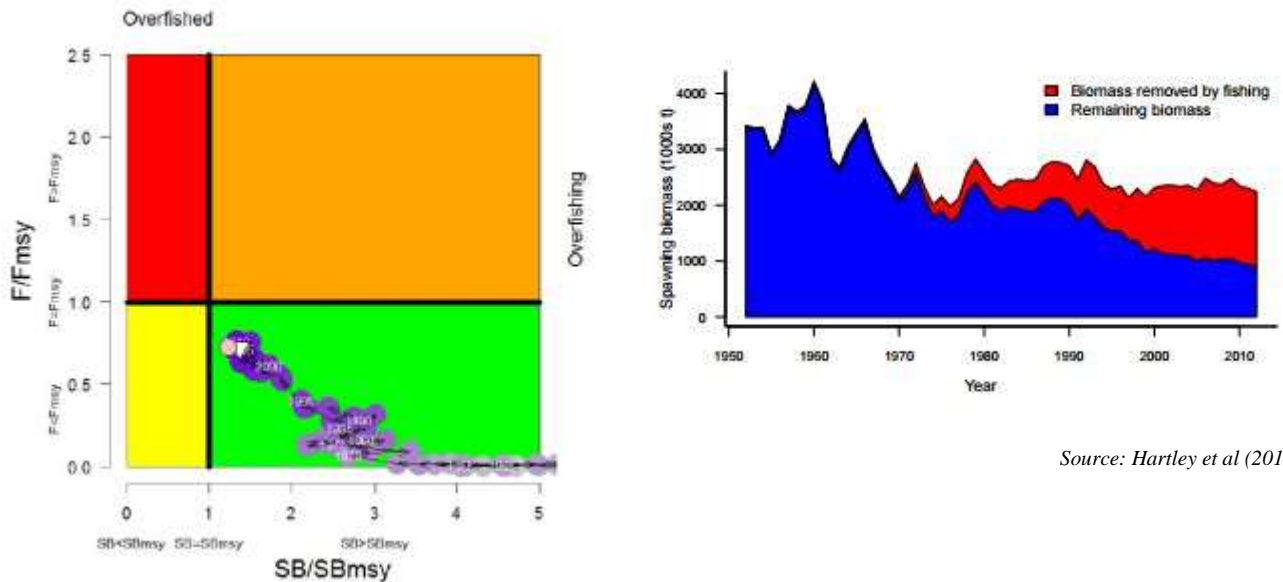 Overfished
2.5
2.0
1.5
1.0
0.5
0.0
F/Fmsy
F>Fmsy
F=Fmsy
F<Fmsy
Overfishing
0 1 2 3 4 5
SB<SBmsy SB=SBmsy SB>SBmsy
SB/SBmsy
Biomass removed by fishing
Remaining biomass
Spawning biomass (1000s t)
4000
3000
2000
1000
0
1950 1960 1970 1980 1990 2000 2010
Year
Source: Hartley et al (201